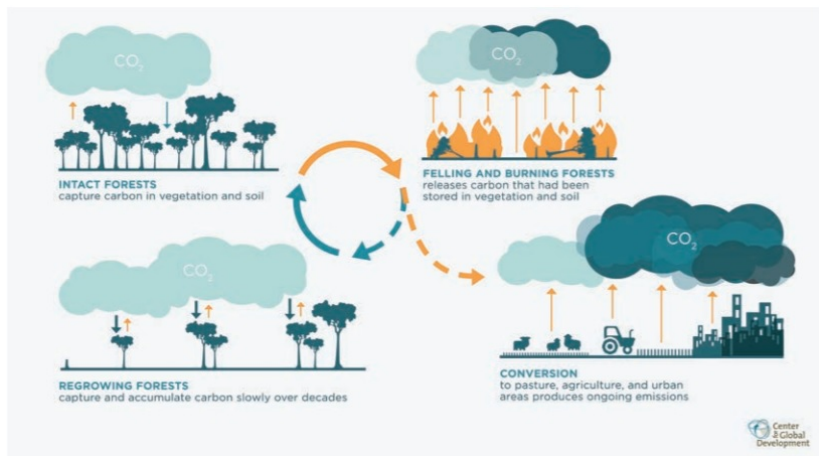 CO₂
INTACT FORESTS
capture carbon in vegetation and soil
CO₂
FELLING AND BURNING FORESTS
releases carbon that had been
stored in vegetation and soil
CO₂
REGROWING FORESTS
capture and accumulate carbon slowly over decades
CO₂
CONVERSION
to pasture, agriculture, and urban
areas produces ongoing emissions
Center
for Global
Development